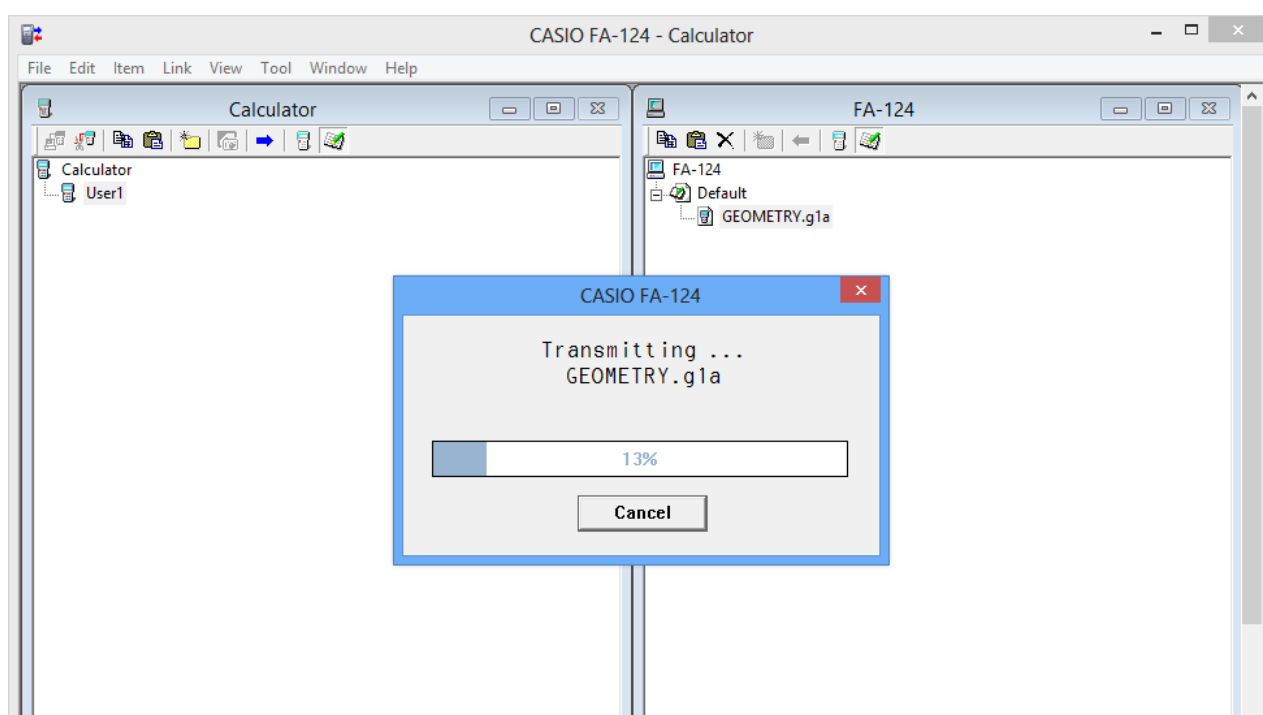 CASIO FA-124 - Calculator
File Edit Item Link View Tool Window Help
Calculator
Calculator
User1
FA-124
FA-124
Default
GEOMETRY.g1a
CASIO FA-124
Transmitting ...
GEOMETRY.g1a
13%
Cancel